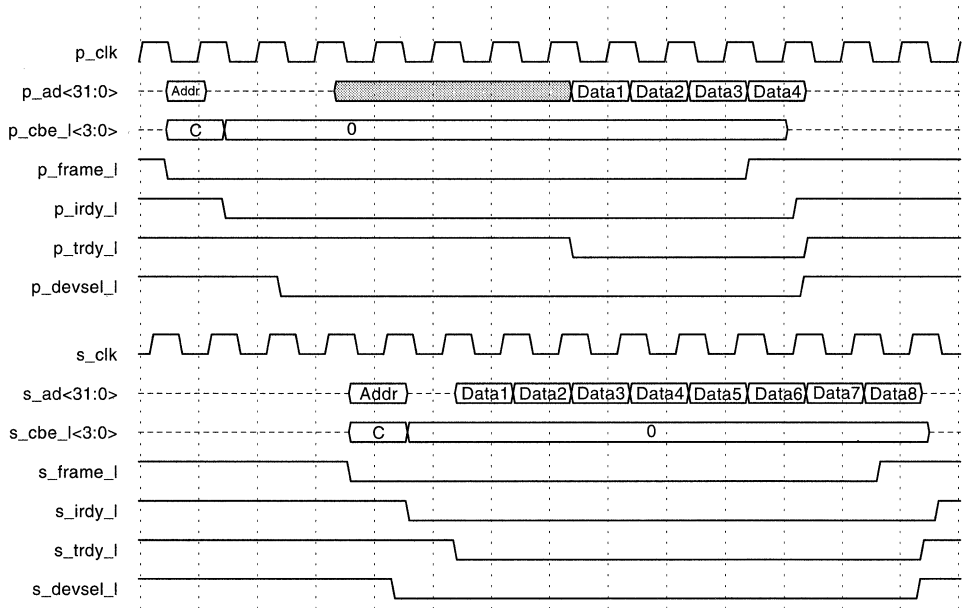 p_clk
p_ad<31:0> Addr Data1 Data2 Data3 Data4
p_cbe_l<3:0> C 0
p_frame_l
p_irdy_l
p_trdy_l
p_devsel_l
s_clk
s_ad<31:0> Addr Data1 Data2 Data3 Data4 Data5 Data6 Data7 Data8
s_cbe_l<3:0> C 0
s_frame_l
s_irdy_l
s_trdy_l
s_devsel_l